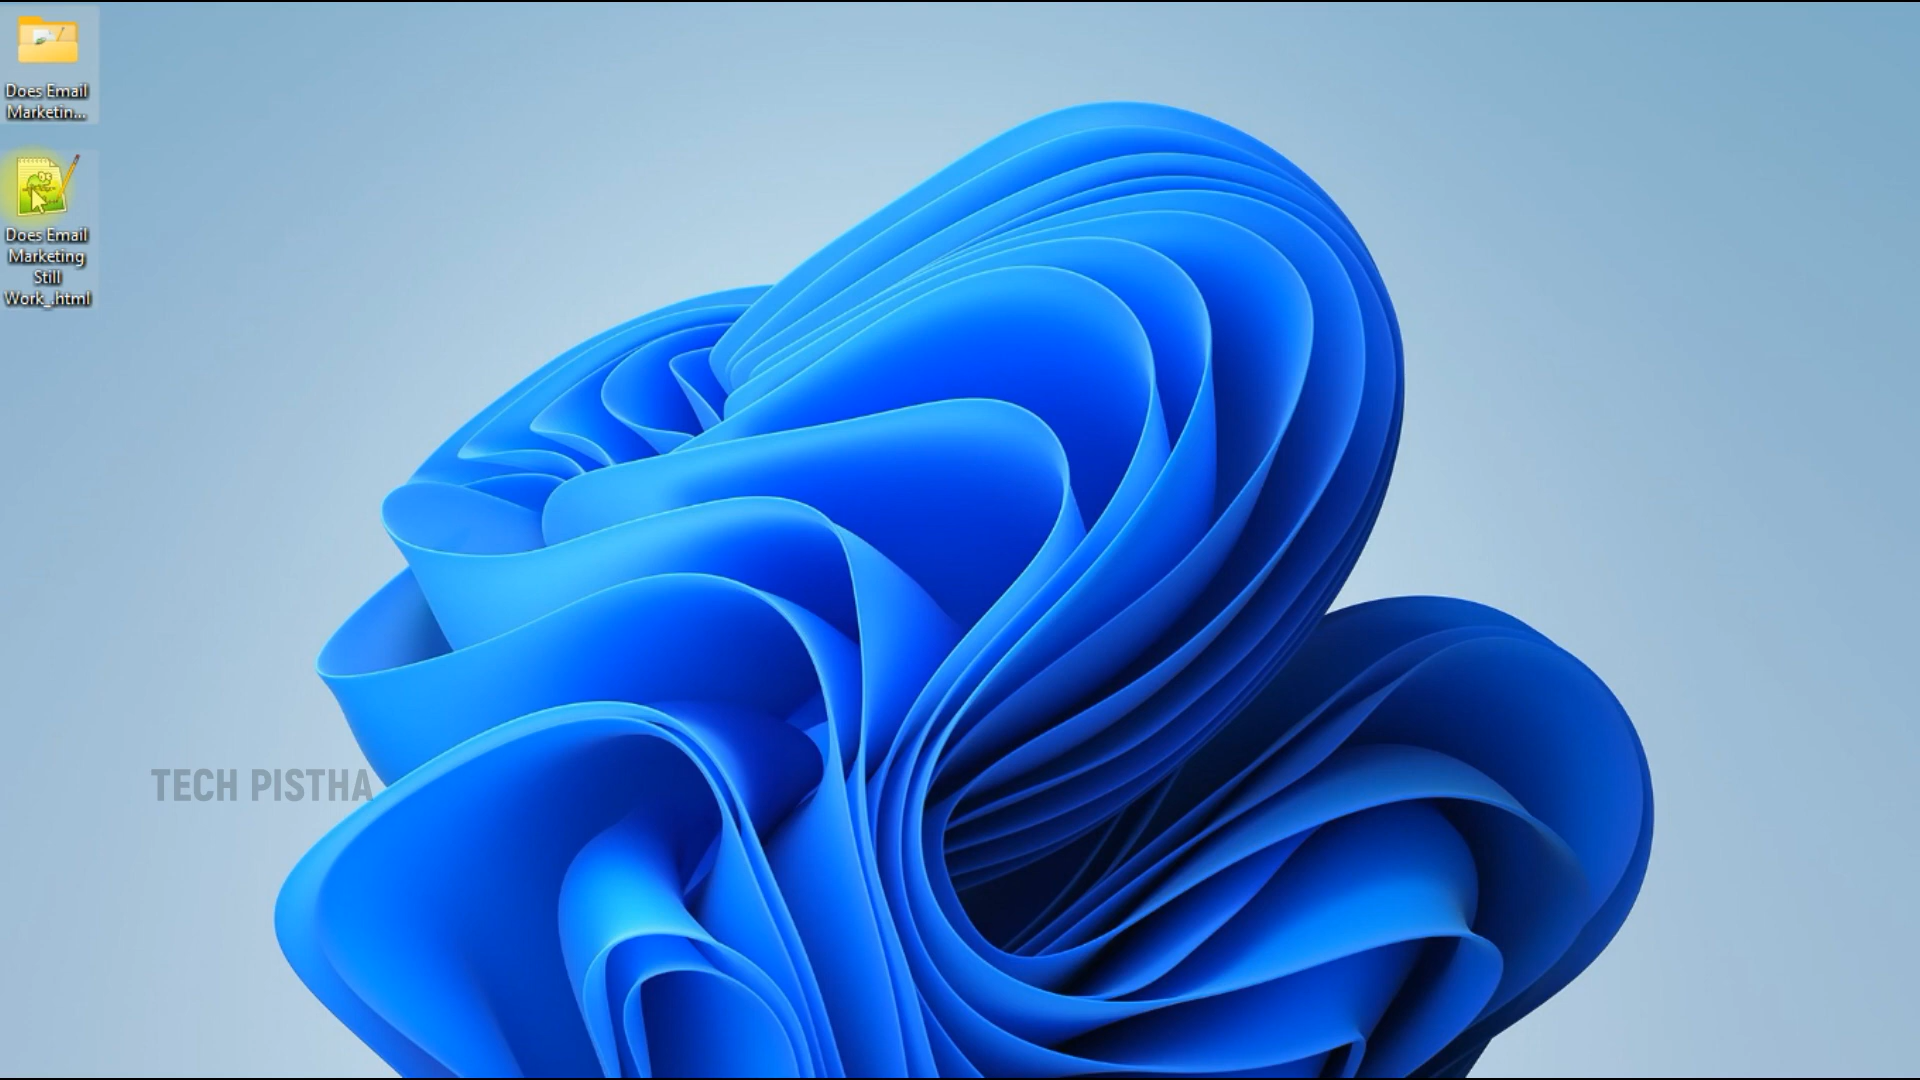 Does Email
Marketin...
Does Email
Marketing
Still
Work_.html
TECH PISTHA